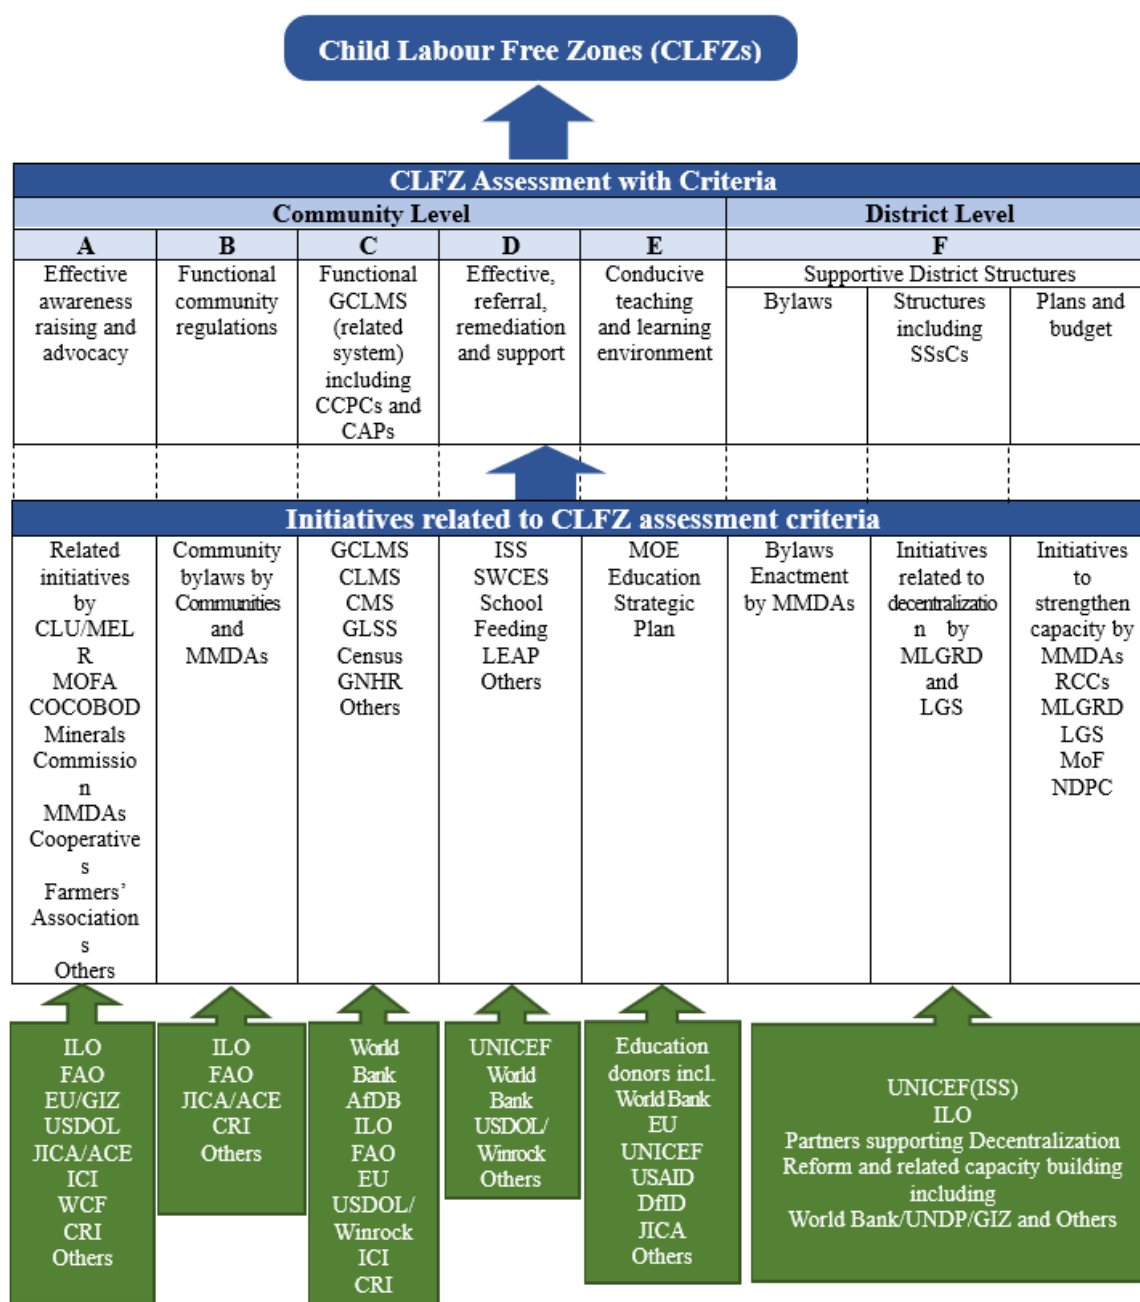 Child Labour Free Zones (CLFZs)
CLFZ Assessment with Criteria
Community Level
District Level
A
B
C
D
E
F
Effective
awareness
raising and
advocacy
Functional
community
regulations
Functional
GCLMS
(related
system)
including
CCPCs and
CAPs
Effective,
referral,
remediation
and support
Conducive
teaching
and learning
environment
Supportive District Structures
Bylaws
Structures
including
SSsCs
Plans and
budget
Initiatives related to CLFZ assessment criteria
Related
initiatives
by
CLU/MEL
R
MOFA
COCOBOD
Minerals
Commissio
n
MMDAs
Cooperative
s
Farmers’
Association
s
Others
Community
bylaws by
Communities
and
MMDAs
GCLMS
CLMS
CMS
GLSS
Census
GNHR
Others
ISS
SWCES
School
Feeding
LEAP
Others
MOE
Education
Strategic
Plan
Bylaws
Enactment
by MMDAs
Initiatives
related to
decentralizatio
n by
MLGRD
and
LGS
Initiatives
to
strengthen
capacity by
MMDAs
RCCs
MLGRD
LGS
MoF
NDPC
ILO
FAO
EU/GIZ
USDOL
JICA/ACE
ICI
WCF
CRI
Others
ILO
FAO
JICA/ACE
CRI
Others
World
Bank
AfDB
ILO
FAO
EU
USDOL/
Winrock
ICI
CRI
UNICEF
World
Bank
USDOL/
Winrock
Others
Education
donors incl.
World Bank
EU
UNICEF
USAID
DfID
JICA
Others
UNICEF(ISS)
ILO
Partners supporting Decentralization
Reform and related capacity building
including
World Bank/UNDP/GIZ and Others